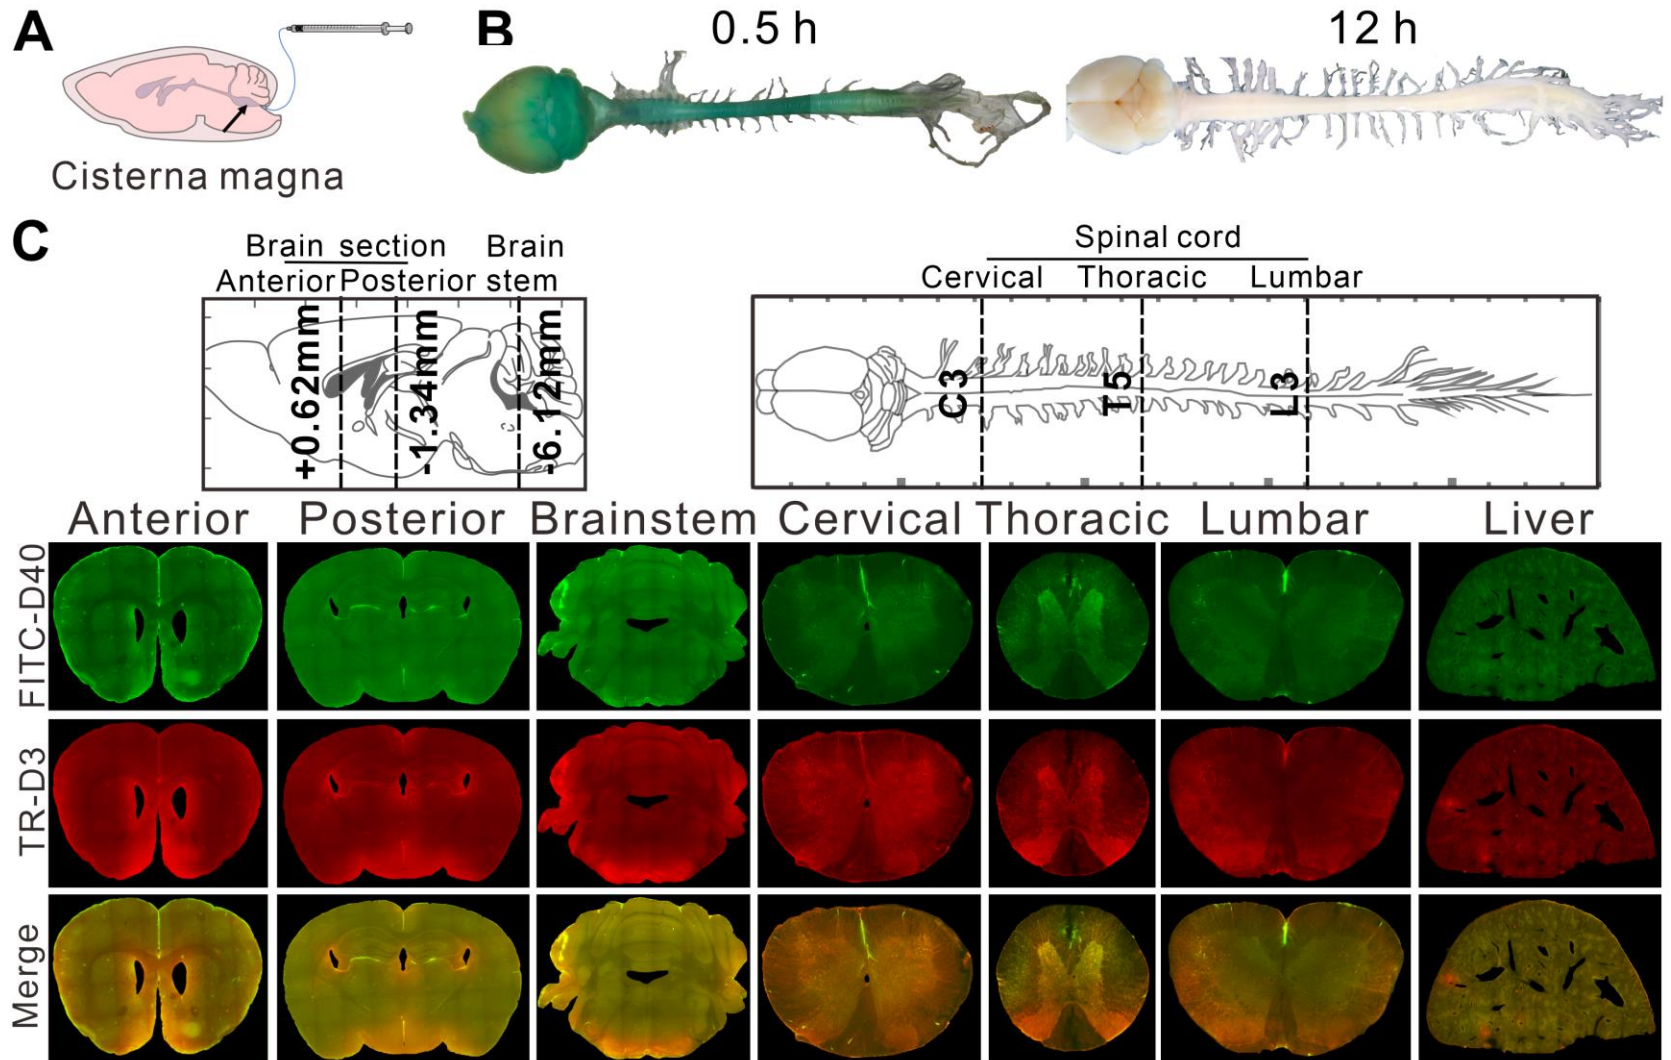 A
Cisterna magna
B
0.5 h
12 h
C
Brain section
Brain
Anterior Posterior stem
+0.62mm
-1.34mm
-6.12mm
Spinal cord
Cervical Thoracic Lumbar
C3
T5
L3
Anterior Posterior Brainstem Cervical Thoracic Lumbar Liver
FITC-D40
TR-D3
Merge